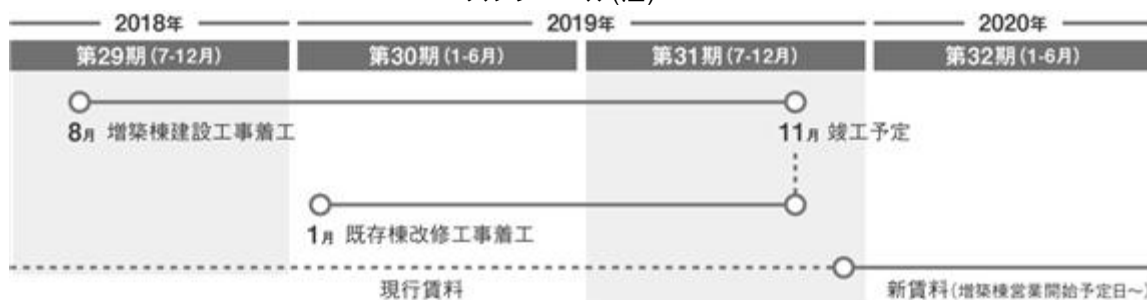 2018年 2019年 2020年
第29期(7-12月) 第30期(1-6月) 第31期(7-12月) 第32期(1-6月)
8月 増築棟建設工事着工 11月 竣工予定
1月 既存棟改修工事着工
現行賃料 新賃料(増築棟営業開始予定日～